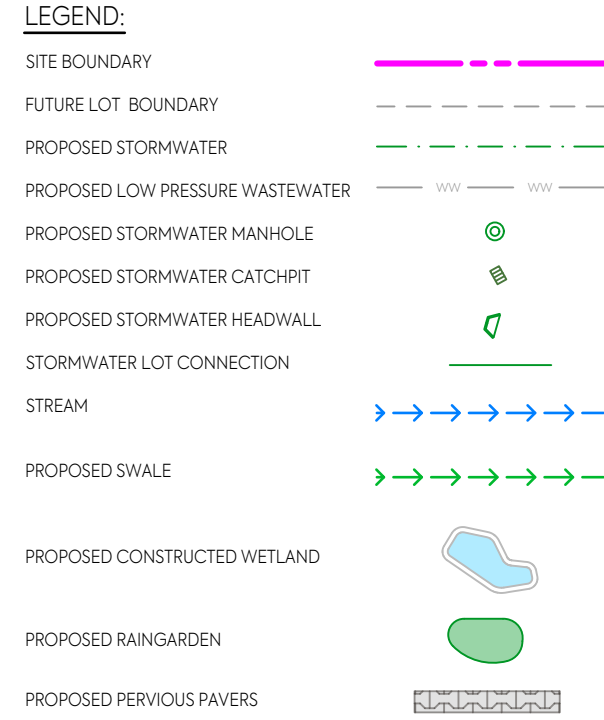 LEGEND:
SITE BOUNDARY
FUTURE LOT BOUNDARY
PROPOSED STORMWATER
PROPOSED LOW PRESSURE WASTEWATER WW WW
PROPOSED STORMWATER MANHOLE
PROPOSED STORMWATER CATCHPIT
PROPOSED STORMWATER HEADWALL
STORMWATER LOT CONNECTION
STREAM
PROPOSED SWALE
PROPOSED CONSTRUCTED WETLAND
PROPOSED RAINGARDEN
PROPOSED PERVIOUS PAVERS